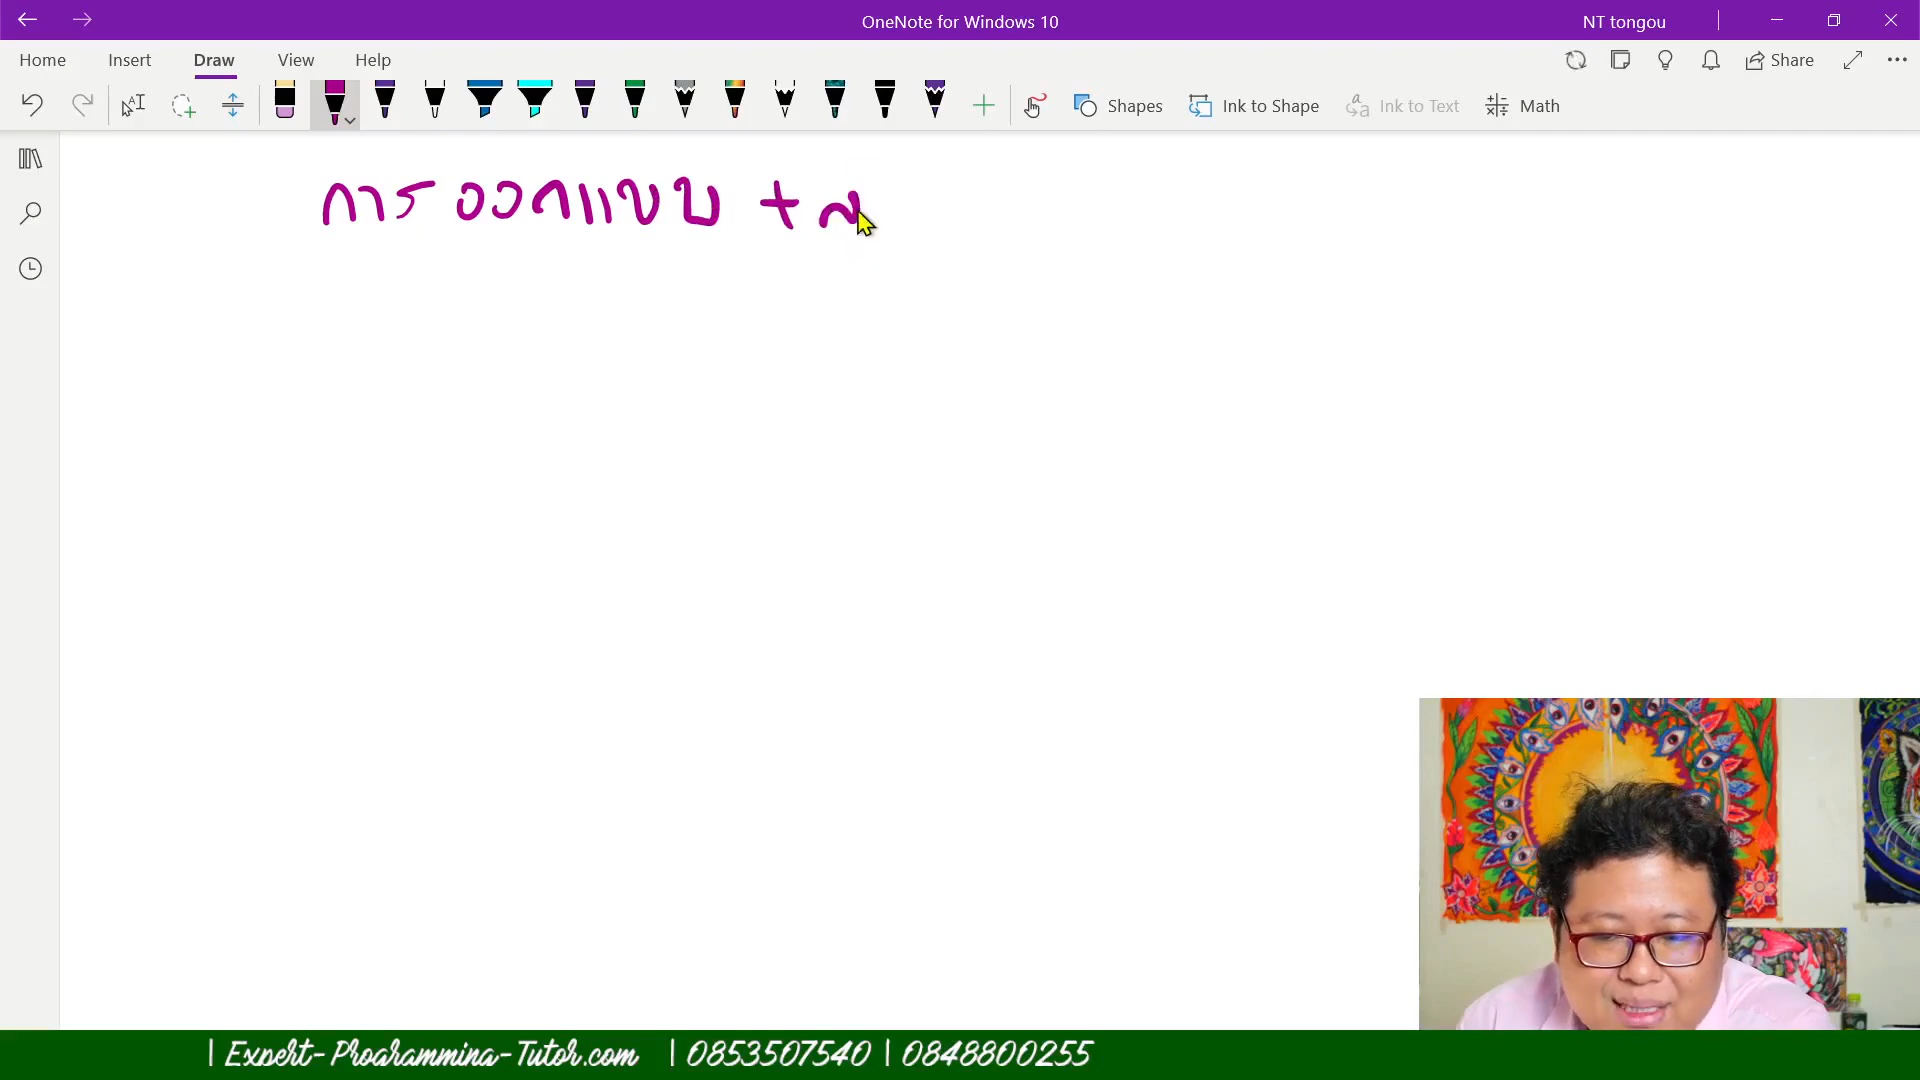 OneNote for Windows 10
NT tongou
Home Insert Draw View Help
Share
Shapes Ink to Shape Ink to Text Math
การออกแบบ +
| Expert-Programming-Tutor.com | 0853507540 | 0848800255